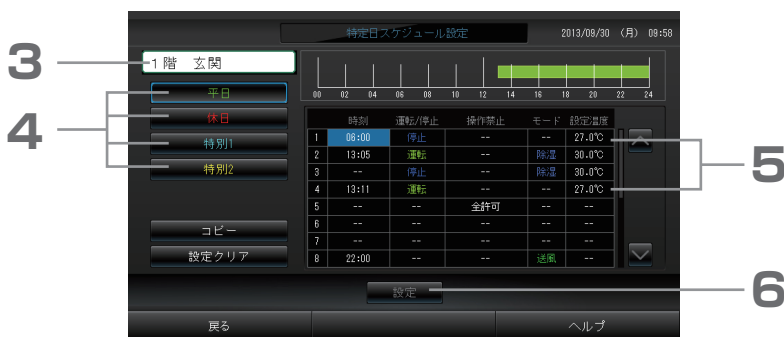 特定日スケジュール設定 2013/09/30 (月) 09:58
3
1階 玄関
00 02 04 06 08 10 12 14 16 18 20 22 24
4
平日
休日
特別1
特別2
コピー
設定クリア
時刻 運転/停止 操作禁止 モード 設定温度
1 06:00 停止 -- -- 27.0℃
2 13:05 運転 -- 除湿 30.0℃
3 -- 停止 -- 除湿 30.0℃
4 13:11 運転 -- -- 27.0℃
5 -- -- 全許可 -- --
6 -- -- -- -- --
7 -- -- -- -- --
8 22:00 -- -- 送風 --
5
設定
6
戻る ヘルプ